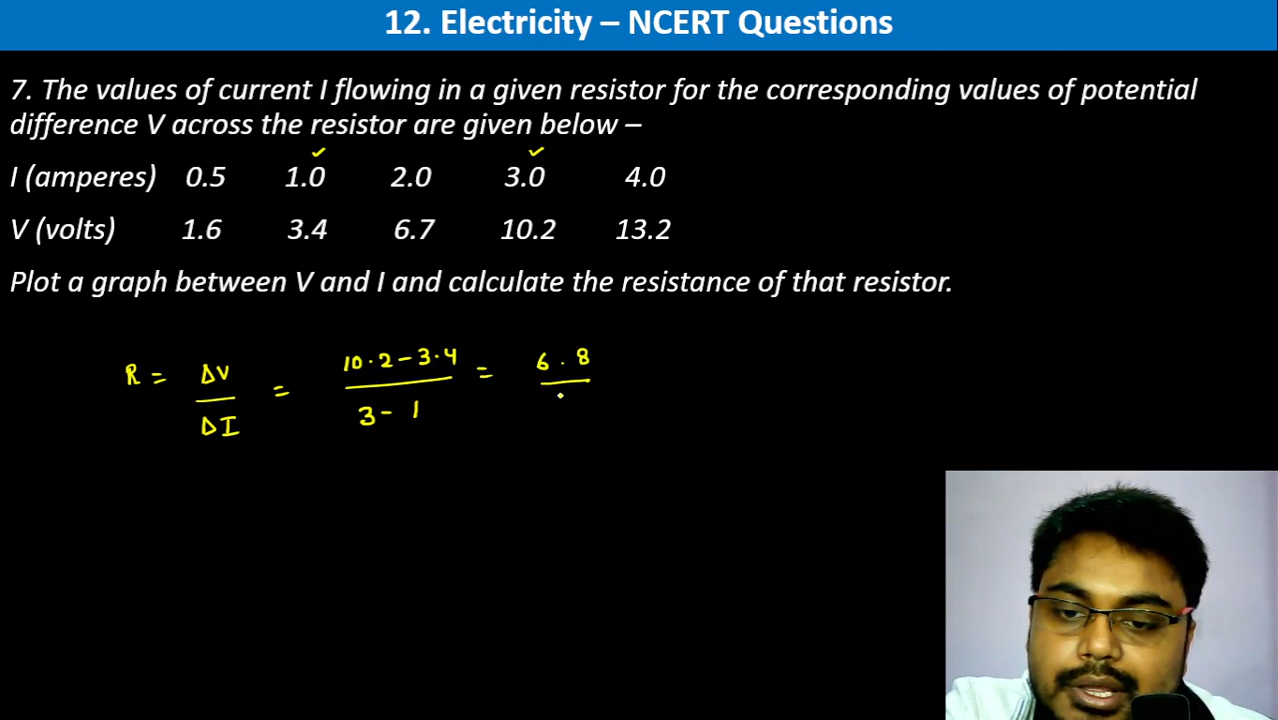 12. Electricity – NCERT Questions
7. The values of current I flowing in a given resistor for the corresponding values of potential
difference V across the resistor are given below –
I (amperes) 0.5 1.0 2.0 3.0 4.0
V (volts) 1.6 3.4 6.7 10.2 13.2
Plot a graph between V and I and calculate the resistance of that resistor.
R = ΔV / ΔI = 10.2 - 3.4 / 3 - 1 = 6.8